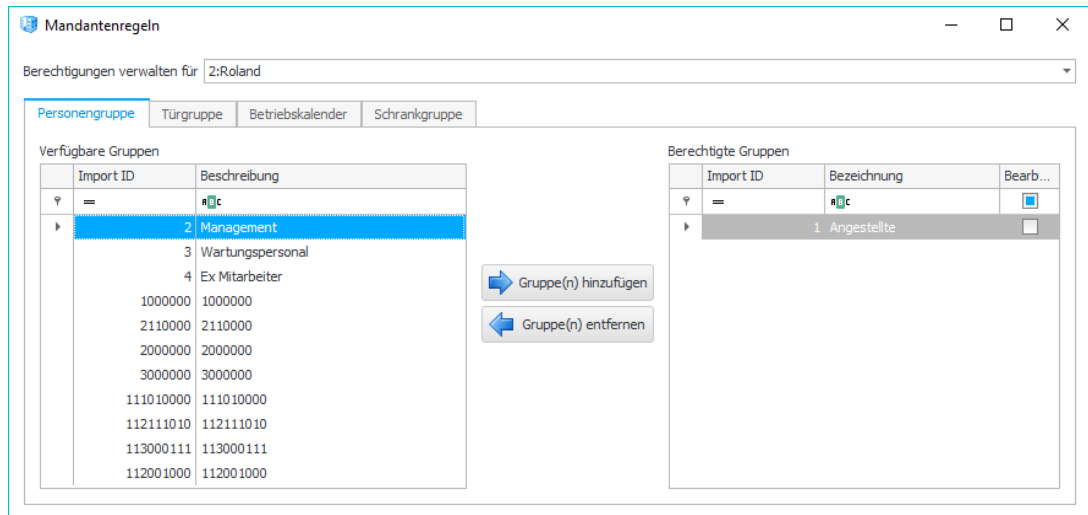 Mandantenregeln
Berechtigungen verwalten für 2:Roland
Personengruppe Türgruppe Betriebskalender Schrankgruppe
Verfügbare Gruppen
Import ID Beschreibung
= ABC
2 Management
3 Wartungspersonal
4 Ex Mitarbeiter
1000000 1000000
2110000 2110000
2000000 2000000
3000000 3000000
111010000 111010000
112111010 112111010
113000111 113000111
112001000 112001000
Gruppe(n) hinzufügen
Gruppe(n) entfernen
Berechtigte Gruppen
Import ID Bezeichnung Bearb...
= ABC
1 Angestellte